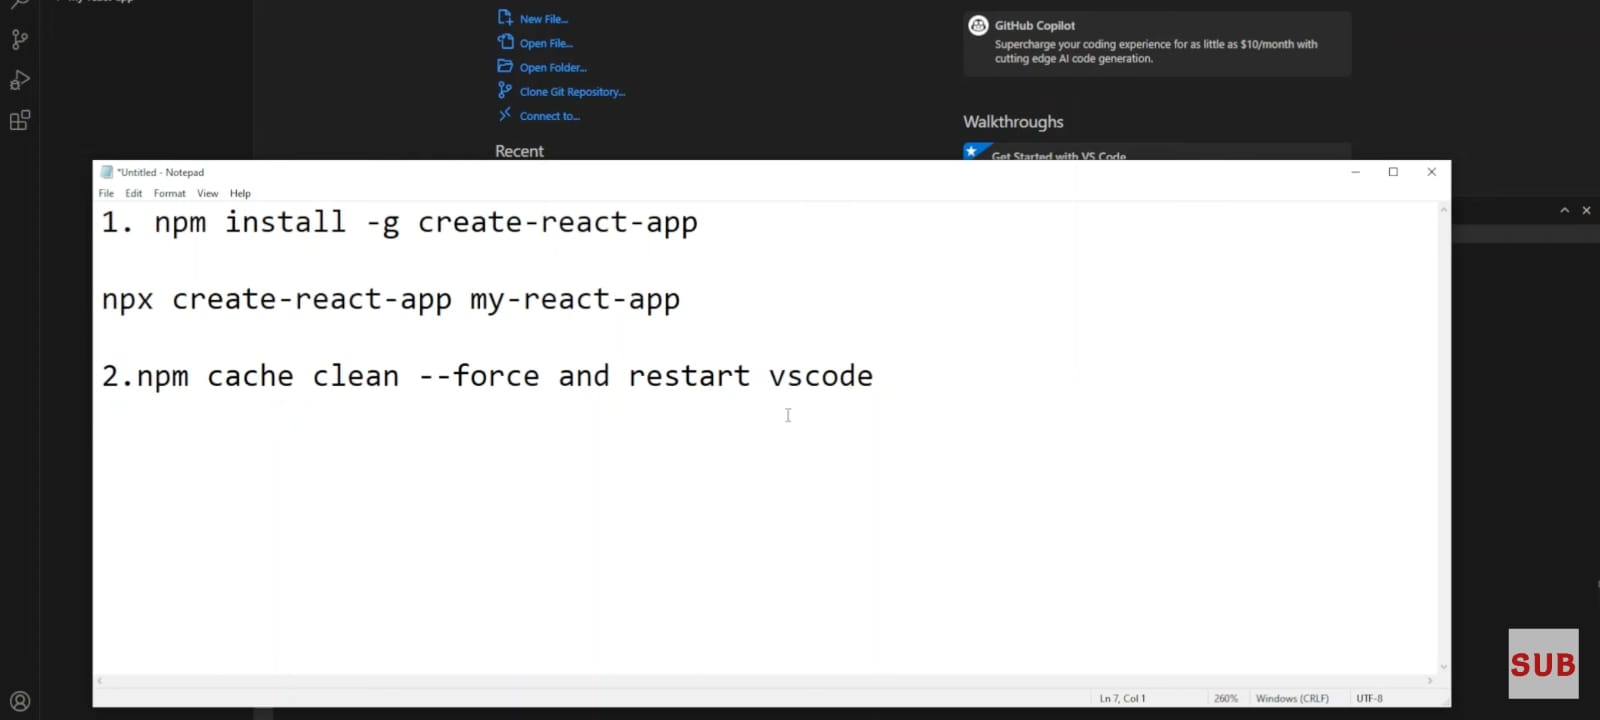 New File...
Open File...
Open Folder...
Clone Git Repository...
Connect to...
Recent
GitHub Copilot
Supercharge your coding experience for as little as $10/month with
cutting edge AI code generation.
Walkthroughs
Get Started with VS Code
*Untitled - Notepad
File Edit Format View Help
1. npm install -g create-react-app
npx create-react-app my-react-app
2.npm cache clean --force and restart vscode
Ln 7, Col 1
260%
Windows (CRLF)
UTF-8
SUB